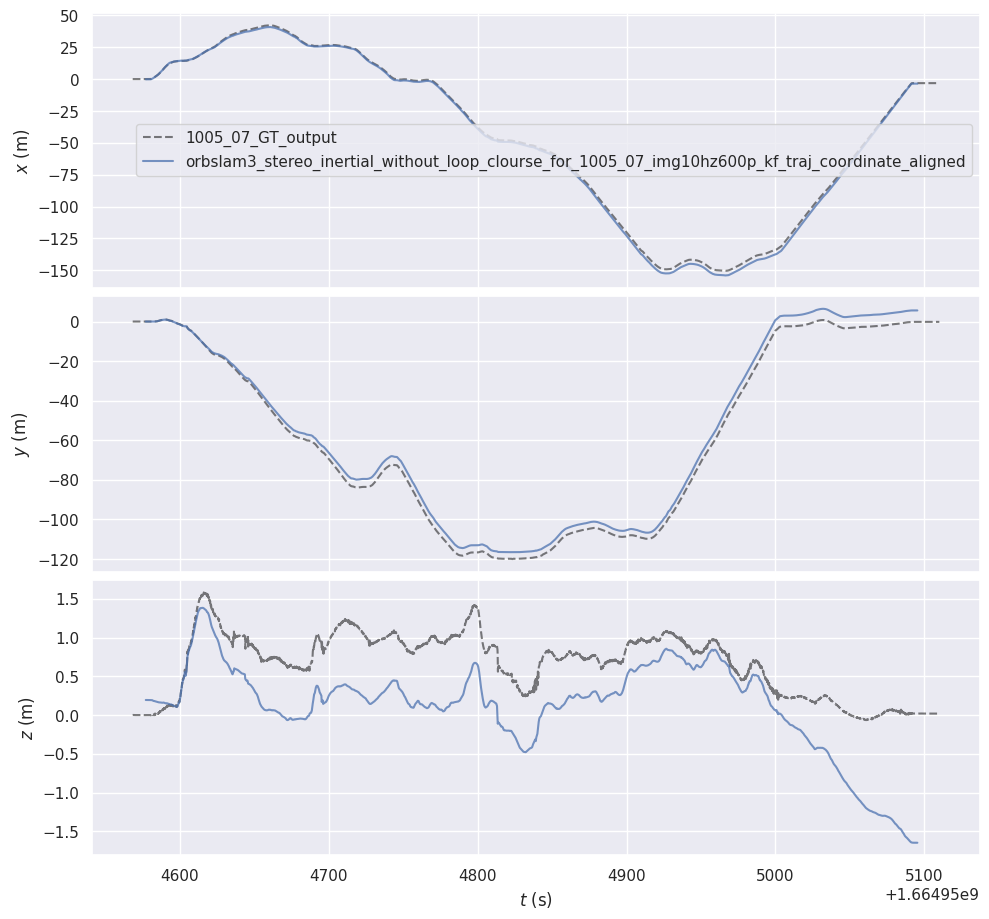 50
25
0
−25
−50
−75
−100
−125
−150
x (m)
1005_07_GT_output
orbslam3_stereo_inertial_without_loop_clourse_for_1005_07_img10hz600p_kf_traj_coordinate_aligned
0
−20
−40
−60
−80
−100
−120
y (m)
1.5
1.0
0.5
0.0
−0.5
−1.0
−1.5
z (m)
4600 4700 4800 4900 5000 5100
t (s)
+1.66495e9